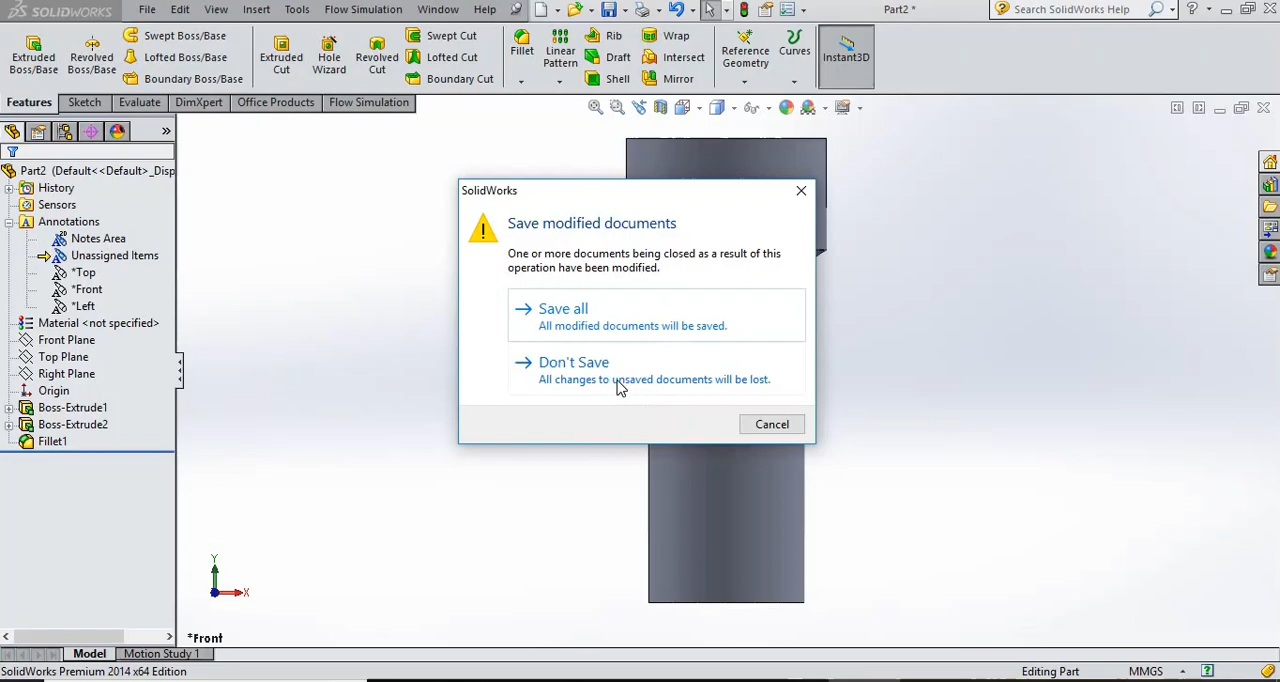 SOLIDWORKS
File Edit View Insert Tools Flow Simulation Window Help
Part2 *
Search SolidWorks Help
Extruded Boss/Base
Revolved Boss/Base
Swept Boss/Base
Lofted Boss/Base
Boundary Boss/Base
Extruded Cut
Hole Wizard
Revolved Cut
Swept Cut
Lofted Cut
Boundary Cut
Fillet
Linear Pattern
Rib
Draft
Shell
Wrap
Intersect
Mirror
Reference Geometry
Curves
Instant3D
Features Sketch Evaluate DimXpert Office Products Flow Simulation
Part2 (Default<<Default>_Disp
History
Sensors
Annotations
Notes Area
Unassigned Items
*Top
*Front
*Left
Material <not specified>
Front Plane
Top Plane
Right Plane
Origin
Boss-Extrude1
Boss-Extrude2
Fillet1
SolidWorks
Save modified documents
One or more documents being closed as a result of this
operation have been modified.
Save all
All modified documents will be saved.
Don't Save
All changes to unsaved documents will be lost.
Cancel
Y
X
*Front
Model Motion Study 1
SolidWorks Premium 2014 x64 Edition
Editing Part
MMGS